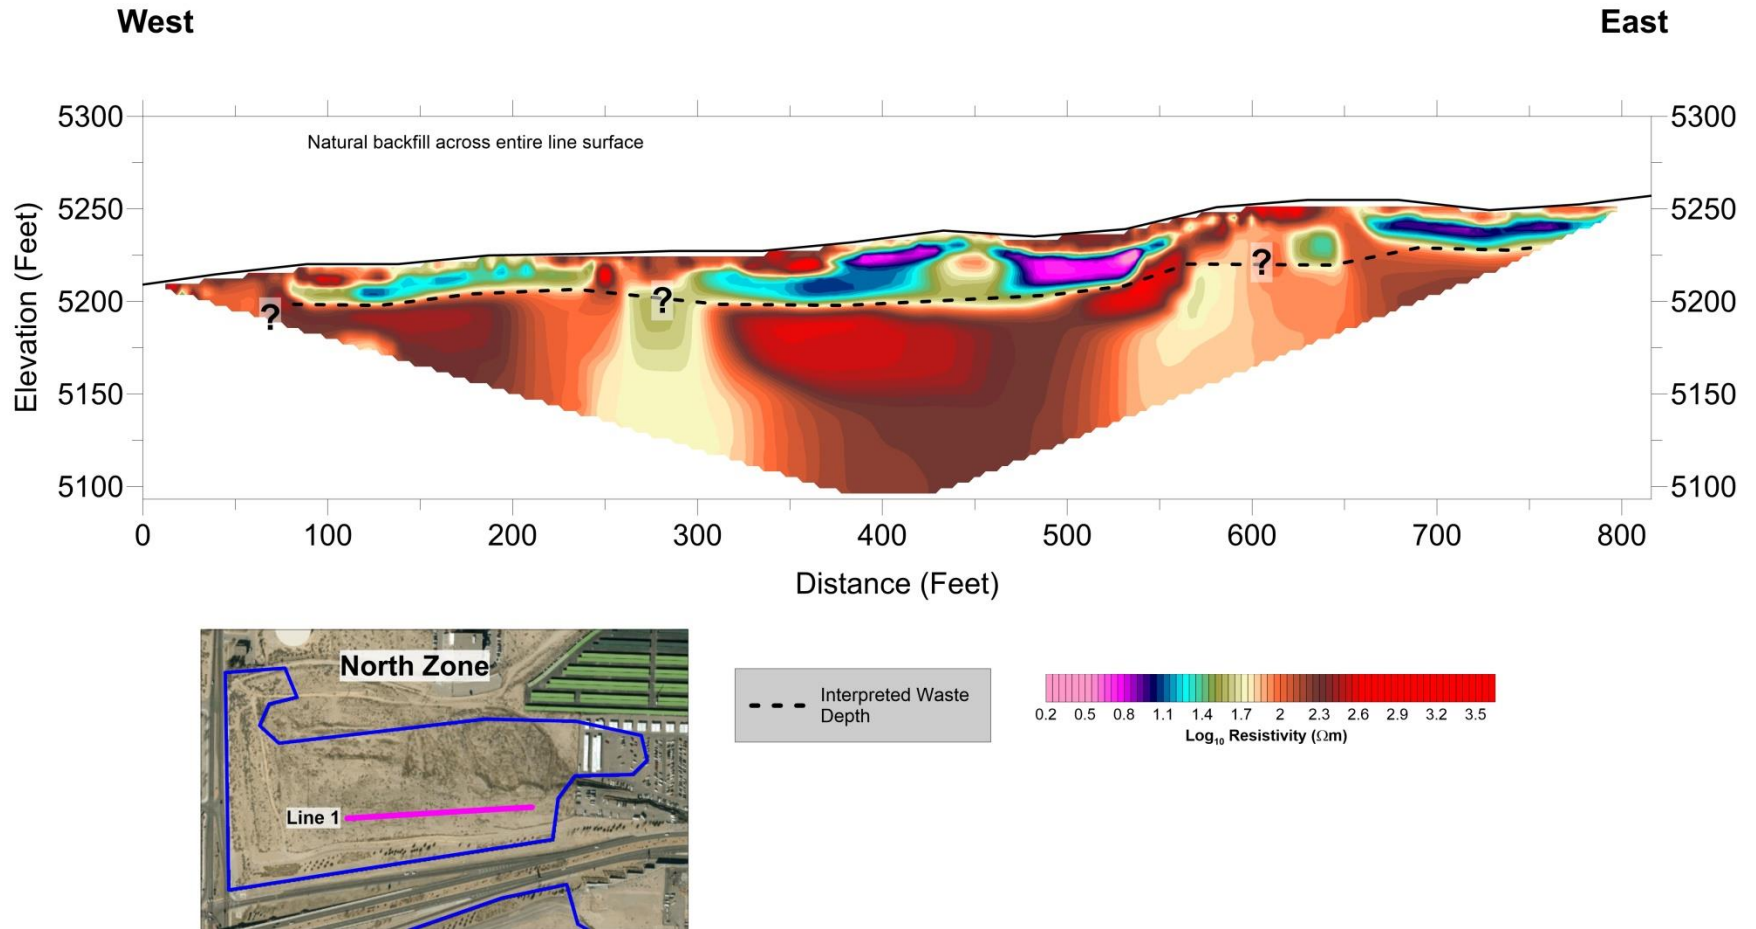 West
East
5300
5300
Natural backfill across entire line surface
5250
5250
5200
5200
?
?
?
5150
5150
5100
5100
Elevation (Feet)
0
100
200
300
400
500
600
700
800
Distance (Feet)
North Zone
Line 1
Interpreted Waste
Depth
0.2 0.5 0.8 1.1 1.4 1.7 2 2.3 2.6 2.9 3.2 3.5
Log₁₀ Resistivity (Ωm)